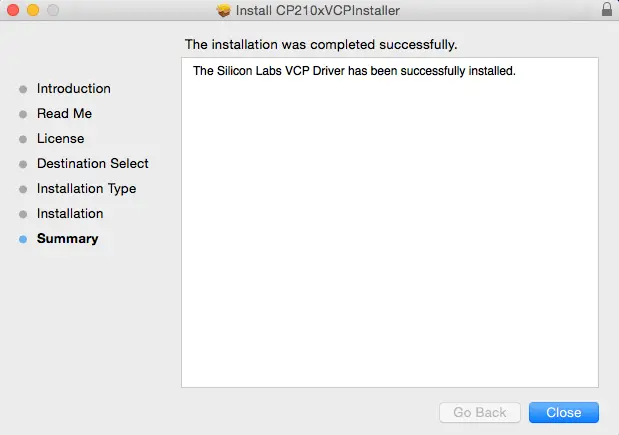 Install CP210xVCPInstaller
The installation was completed successfully.
The Silicon Labs VCP Driver has been successfully installed.
Introduction
Read Me
License
Destination Select
Installation Type
Installation
Summary
Go Back
Close